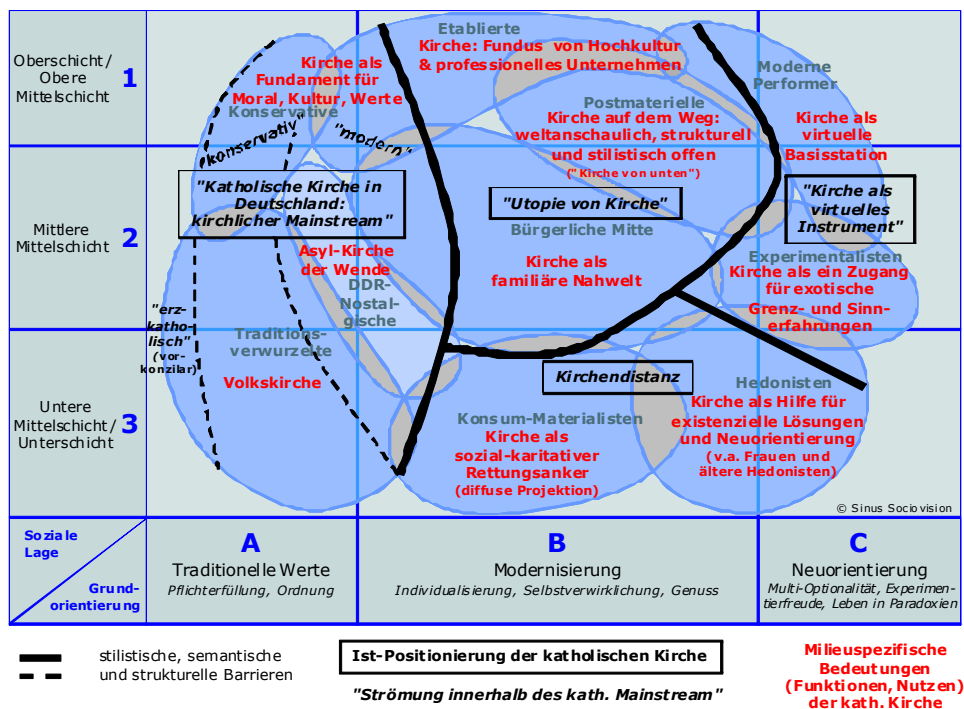 Oberschicht /
Obere
Mittelschicht
1
Mittlere
Mittelschicht
2
Untere
Mittelschicht /
Unterschicht
3
Etablierte
Kirche: Fundus von Hochkultur
& professionelles Unternehmen
Kirche als
Fundament für
Moral, Kultur, Werte
Konservative
konservativ"
"modern"
Moderne
Performer
Kirche als
virtuelle
Basisstation
Postmaterielle
Kirche auf dem Weg:
weltanschaulich, strukturell
und stilistisch offen
("Kirche von unten")
"Katholische Kirche in
Deutschland:
kirchlicher Mainstream"
"Utopie von Kirche"
"Kirche als
virtuelles
Instrument"
Bürgerliche Mitte
Kirche als
familiäre Nahwelt
Asyl-Kirche
der Wende
DDR-
Nostal-
gische
Experimentalisten
Kirche als ein Zugang
für exotische
Grenz- und Sinn-
erfahrungen
"erz-
katho-
lisch"
(vor-
konzilar)
Traditions-
verwurzelte
Volkskirche
Kirchendistanz
Konsum-Materialisten
Kirche als
sozial-karitativer
Rettungsanker
(diffuse Projektion)
Hedonisten
Kirche als Hilfe für
existenzielle Lösungen
und Neuorientierung
(v.a. Frauen und
ältere Hedonisten)
© Sinus Sociovision
Soziale
Lage
Grund-
orientierung
A
Traditionelle Werte
Pflichterfüllung, Ordnung
B
Modernisierung
Individualisierung, Selbstverwirklichung, Genuss
C
Neuorientierung
Multi-Optionalität, Experimen-
tierfreude, Leben in Paradoxien
stilistische, semantische
und strukturelle Barrieren
Ist-Positionierung der katholischen Kirche
"Strömung innerhalb des kath. Mainstream"
Milieuspezifische
Bedeutungen
(Funktionen, Nutzen)
der kath. Kirche